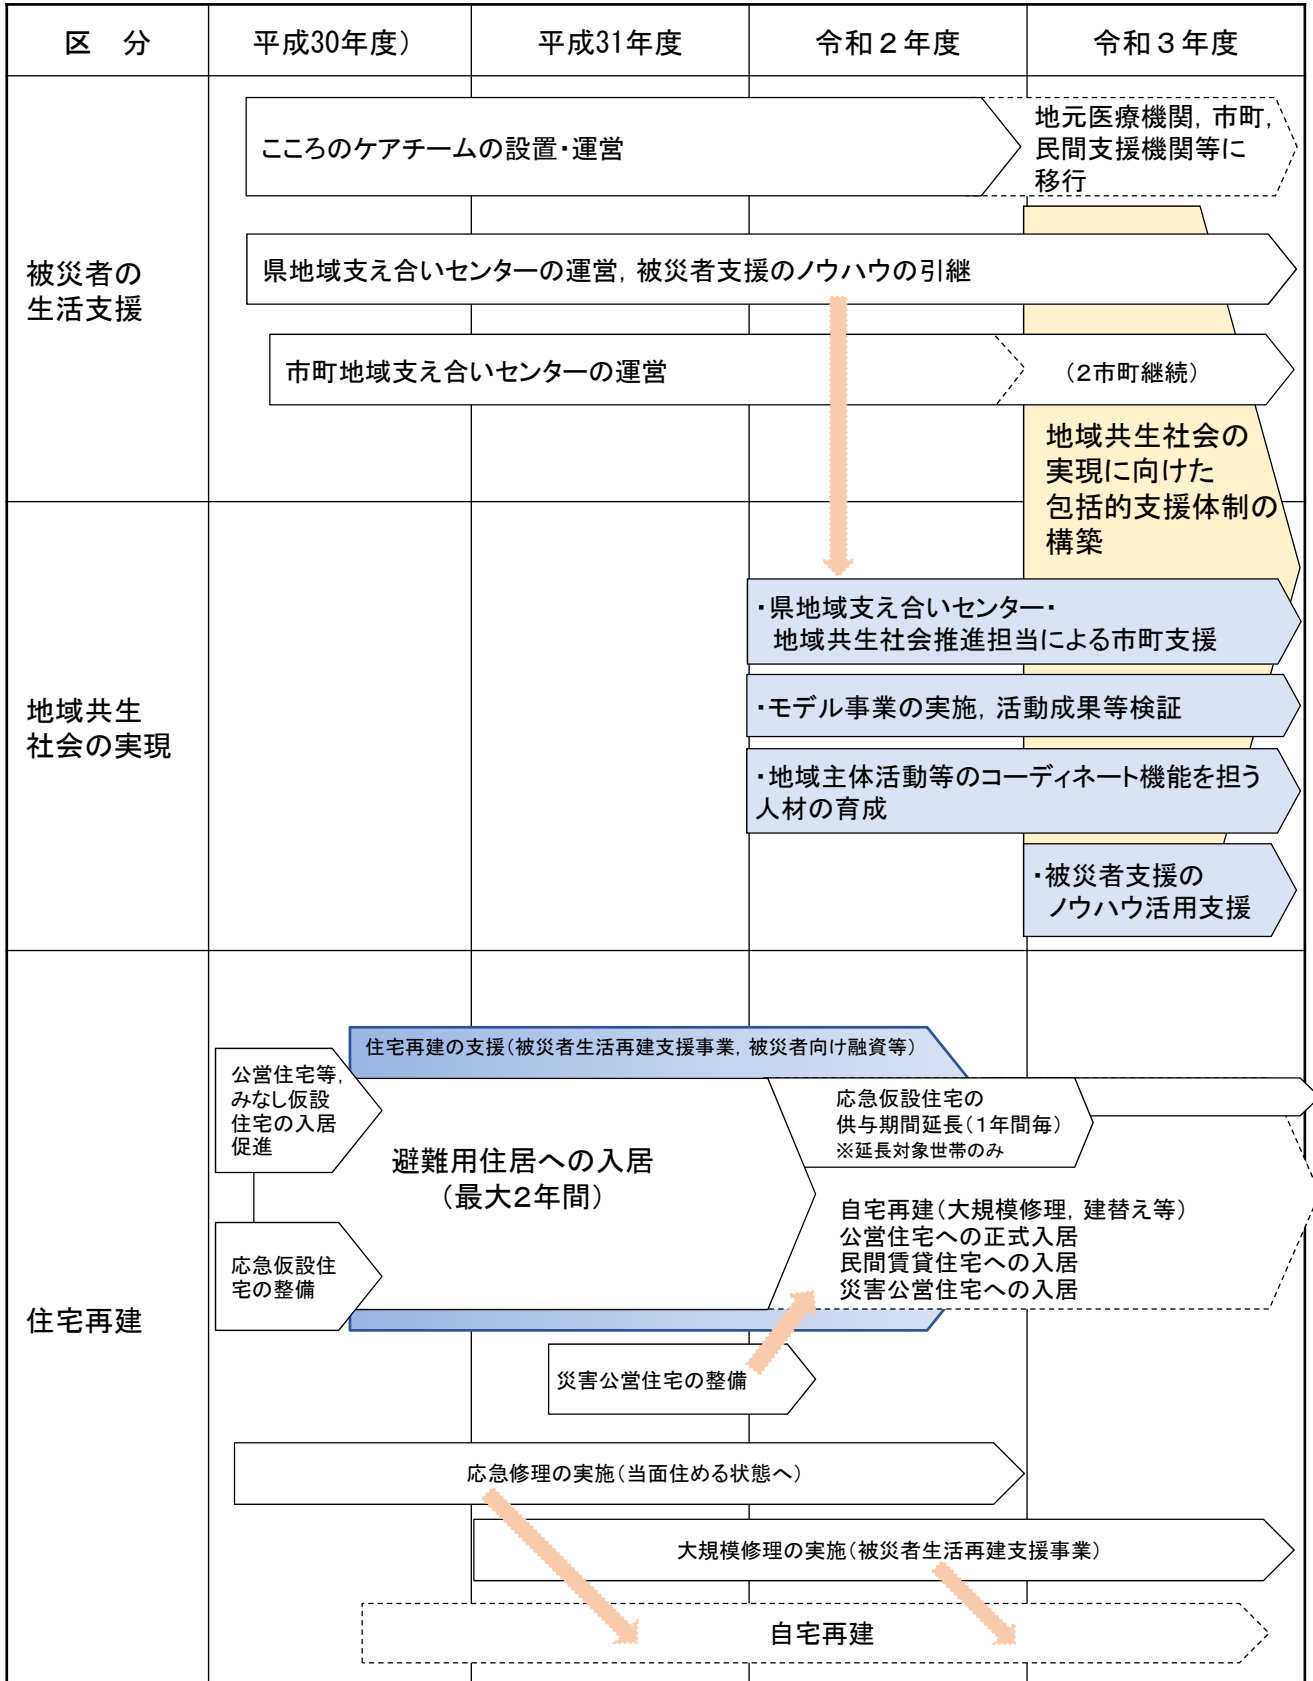 区　分
平成30年度）
平成31年度
令和２年度
令和３年度
被災者の
生活支援
こころのケアチームの設置・運営
地元医療機関，市町，
民間支援機関等に
移行
県地域支え合いセンターの運営，被災者支援のノウハウの引継
市町地域支え合いセンターの運営
（２市町継続）
地域共生社会の
実現に向けた
包括的支援体制の
構築
地域共生
社会の実現
・県地域支え合いセンター・
地域共生社会推進担当による市町支援
・モデル事業の実施，活動成果等検証
・地域主体活動等のコーディネート機能を担う
人材の育成
・被災者支援の
ノウハウ活用支援
住宅再建
住宅再建の支援（被災者生活再建支援事業，被災者向け融資等）
公営住宅等，
みなし仮設
住宅の入居
促進
避難用住居への入居
（最大２年間）
応急仮設住宅の
供与期間延長（１年間毎）
※延長対象世帯のみ
応急仮設住
宅の整備
自宅再建（大規模修理，建替え等）
公営住宅への正式入居
民間賃貸住宅への入居
災害公営住宅への入居
災害公営住宅の整備
応急修理の実施（当面住める状態へ）
大規模修理の実施（被災者生活再建支援事業）
自宅再建